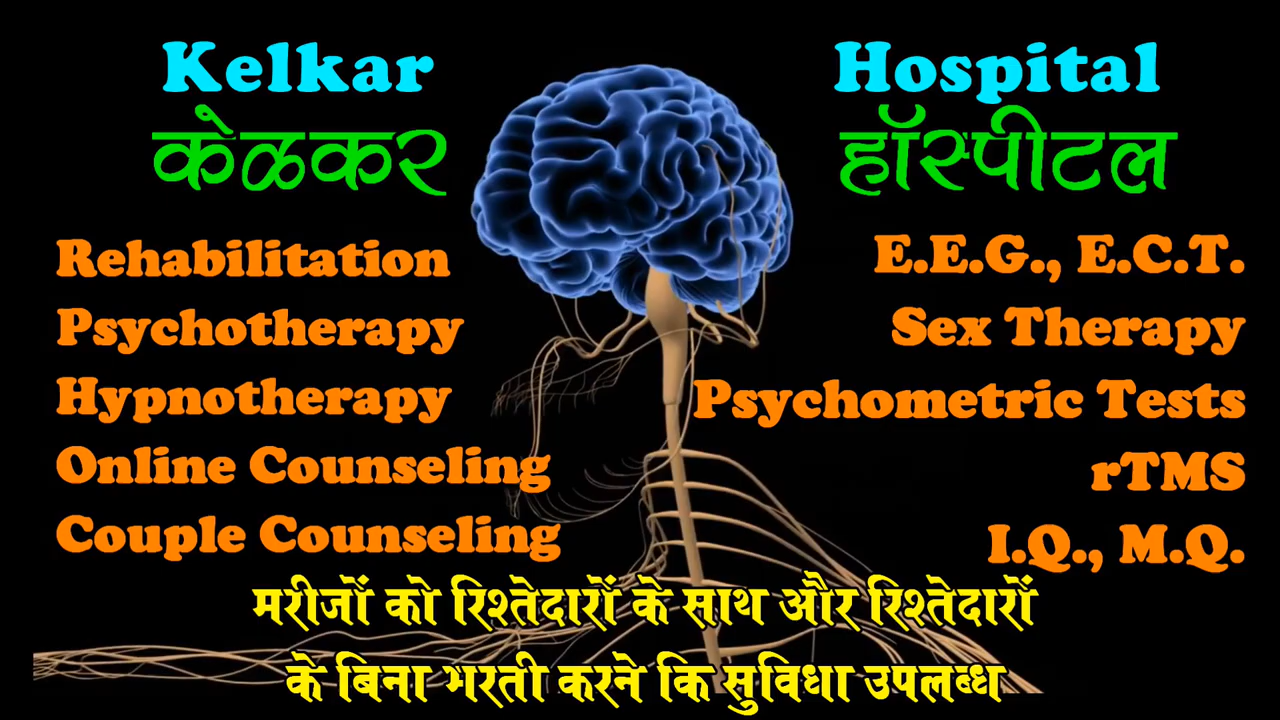 Kelkar Hospital
केळकर हॉस्पीटल
Rehabilitation
Psychotherapy
Hypnotherapy
Online Counseling
Couple Counseling
E.E.G., E.C.T.
Sex Therapy
Psychometric Tests
rTMS
I.Q., M.Q.
मरीजों को रिश्तेदारों के साथ और रिश्तेदारों
के बिना भरती करने कि सुविधा उपलब्ध